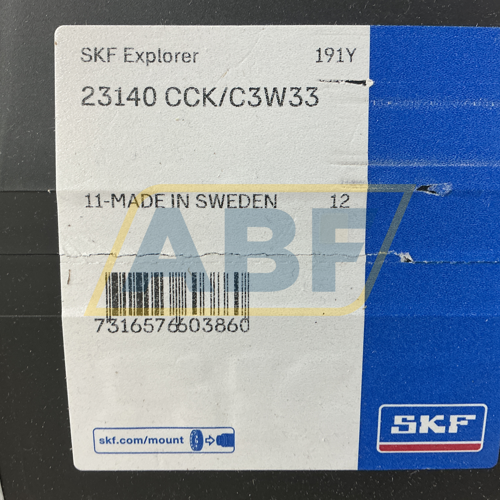 SKF Explorer 191Y
23140 CCK/C3W33
11-MADE IN SWEDEN 12
ABF
7316576603860
skf.com/mount
SKF